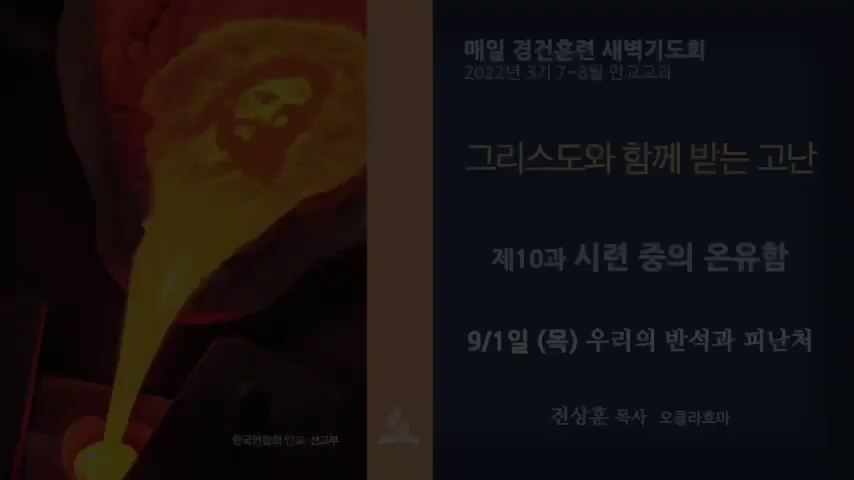 매일 경건훈련 새벽기도회
2022년 3기 7-8월 안교교과
그리스도와 함께 받는 고난
제10과 시련 중의 온유함
9/1일 (목) 우리의 반석과 피난처
전상훈 목사 오클라호마
한국연합회 안교·선교부